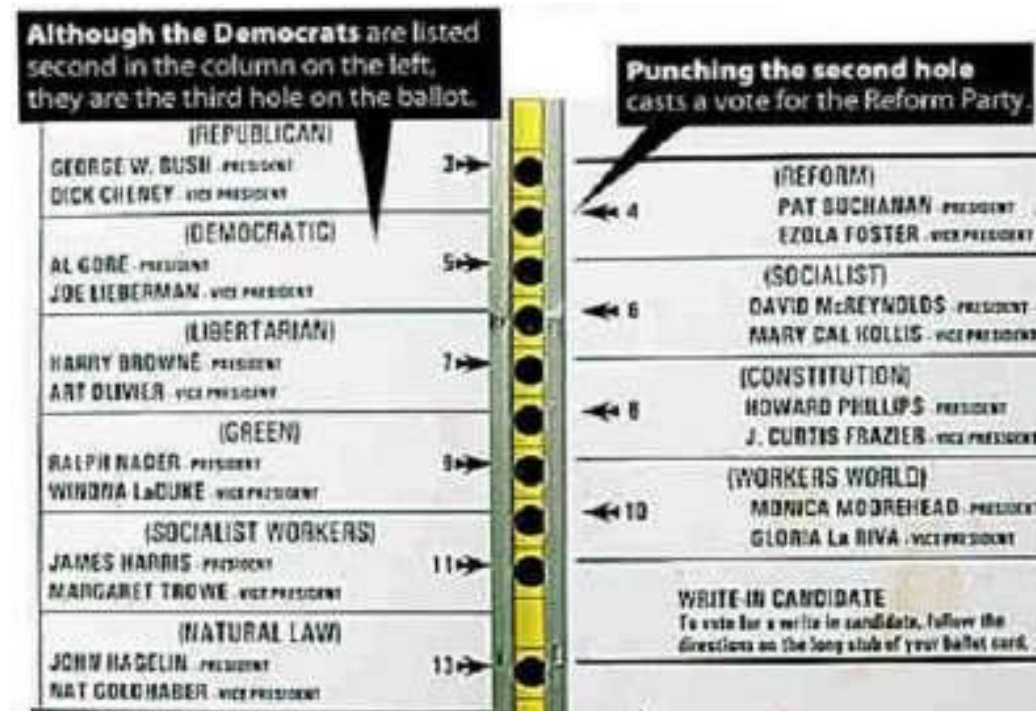 Although the Democrats are listed
second in the column on the left,
they are the third hole on the ballot.
Punching the second hole
casts a vote for the Reform Party
(REPUBLICAN)
GEORGE W. BUSH - PRESIDENT
DICK CHENEY - VICE PRESIDENT
3
(DEMOCRATIC)
AL GORE - PRESIDENT
JOE LIEBERMAN - VICE PRESIDENT
5
(LIBERTARIAN)
HARRY BROWNE - PRESIDENT
ART OLIVIER - VICE PRESIDENT
7
(GREEN)
RALPH NADER - PRESIDENT
WINONA LaDUKE - VICE PRESIDENT
9
(SOCIALIST WORKERS)
JAMES HARRIS - PRESIDENT
MARGARET TROWE - VICE PRESIDENT
11
(NATURAL LAW)
JOHN HAGELIN - PRESIDENT
NAT GOLDHABER - VICE PRESIDENT
13
(REFORM)
4
PAT BUCHANAN - PRESIDENT
EZOLA FOSTER - VICE PRESIDENT
(SOCIALIST)
6
DAVID McREYNOLDS - PRESIDENT
MARY CAL HOLLIS - VICE PRESIDENT
(CONSTITUTION)
8
HOWARD PHILLIPS - PRESIDENT
J. CURTIS FRAZIER - VICE PRESIDENT
(WORKERS WORLD)
10
MONICA MOOREHEAD - PRESIDENT
GLORIA La RIVA - VICE PRESIDENT
WRITE-IN CANDIDATE
To vote for a write in candidate, follow the
directions on the long stub of your ballot card.